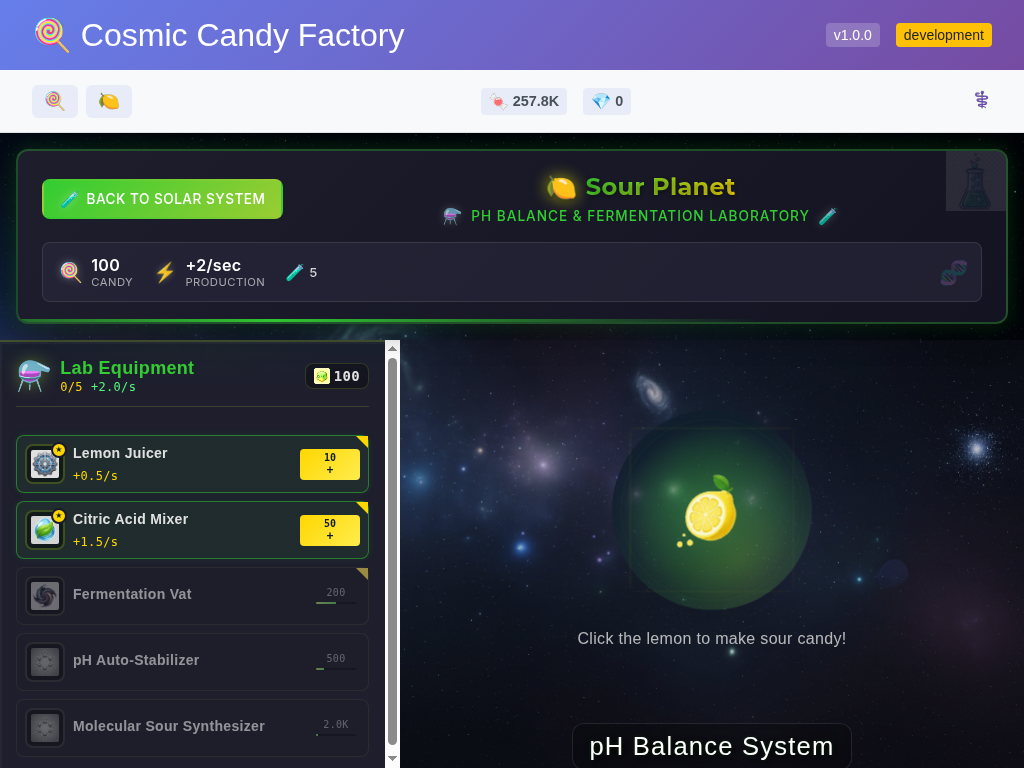 Cosmic Candy Factory
v1.0.0
development
257.8K
0
BACK TO SOLAR SYSTEM
Sour Planet
PH BALANCE & FERMENTATION LABORATORY
100
CANDY
+2/sec
PRODUCTION
5
Lab Equipment
0/5 +2.0/s
100
Lemon Juicer
+0.5/s
10
+
Citric Acid Mixer
+1.5/s
50
+
Fermentation Vat
200
pH Auto-Stabilizer
500
Molecular Sour Synthesizer
2.0K
Click the lemon to make sour candy!
pH Balance System